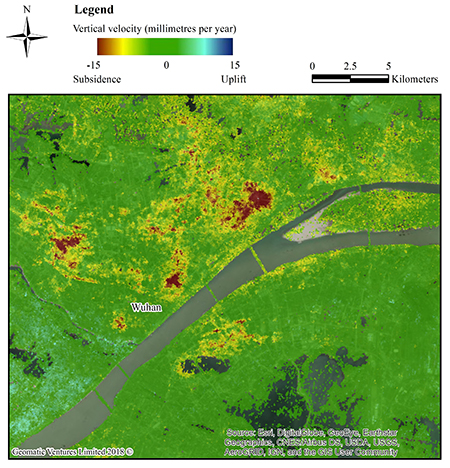 N
Legend
Vertical velocity (millimetres per year)
-15 0 15
Subsidence Uplift
0 2.5 5
Kilometers
Wuhan
Source: Esri, DigitalGlobe, GeoEye, Earthstar
Geographics, CNES/Airbus DS, USDA, USGS,
AeroGRID, IGN, and the GIS User Community
Geomatic Ventures Limited 2018 ©